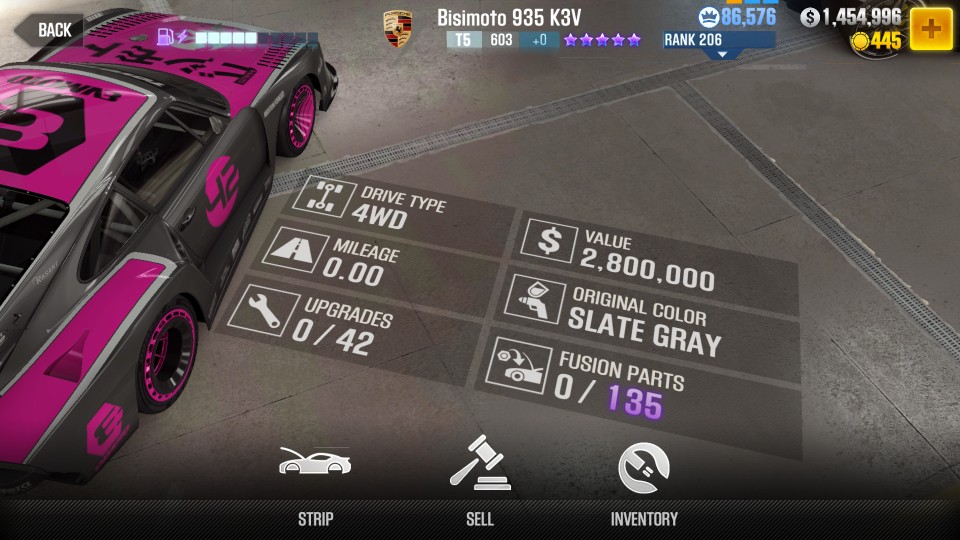 BACK
Bisimoto 935 K3V
T5 603 +0
86,576
RANK 206
$ 1,454,996
445
DRIVE TYPE
4WD
MILEAGE
0.00
UPGRADES
0/42
$ VALUE
2,800,000
ORIGINAL COLOR
SLATE GRAY
FUSION PARTS
0/ 135
STRIP
SELL
INVENTORY